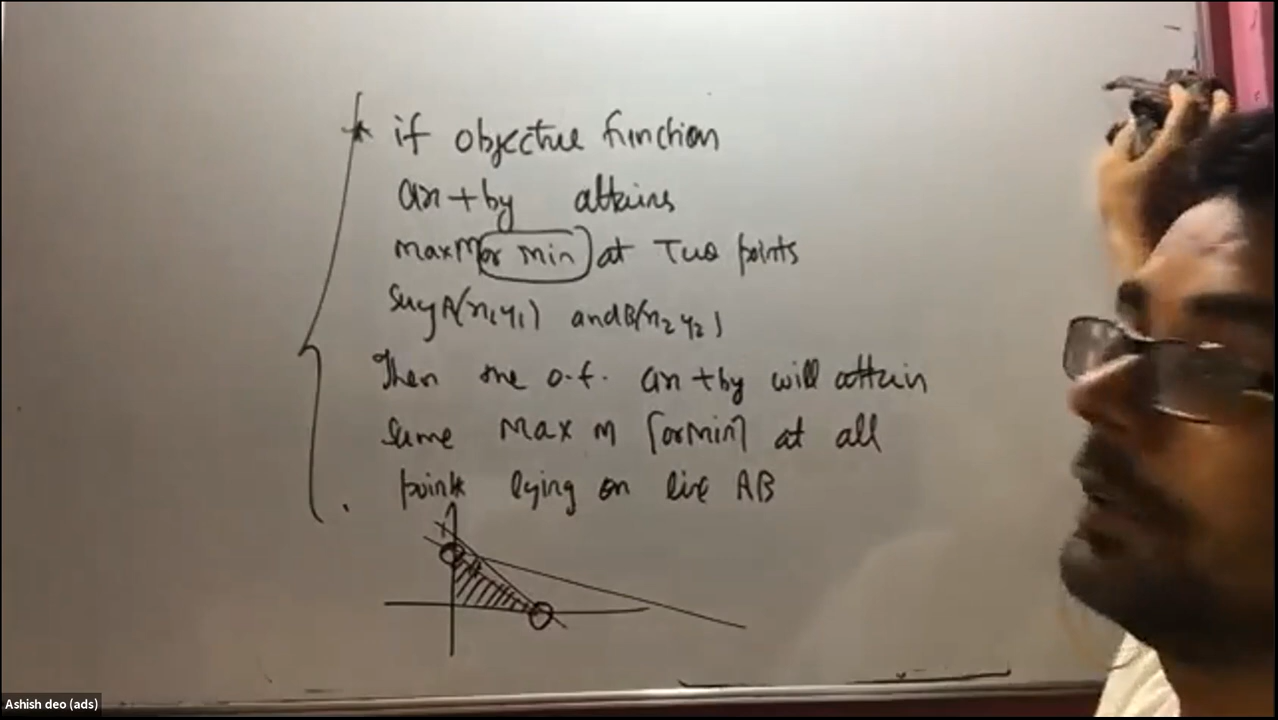 * if objective function
ax + by attains
maxm or min at Two points
say A(x1 y1) and B(x2 y2)
Then the o.f. ax + by will attain
same max m [or min] at all
points lying on line AB
Ashish deo (ads)